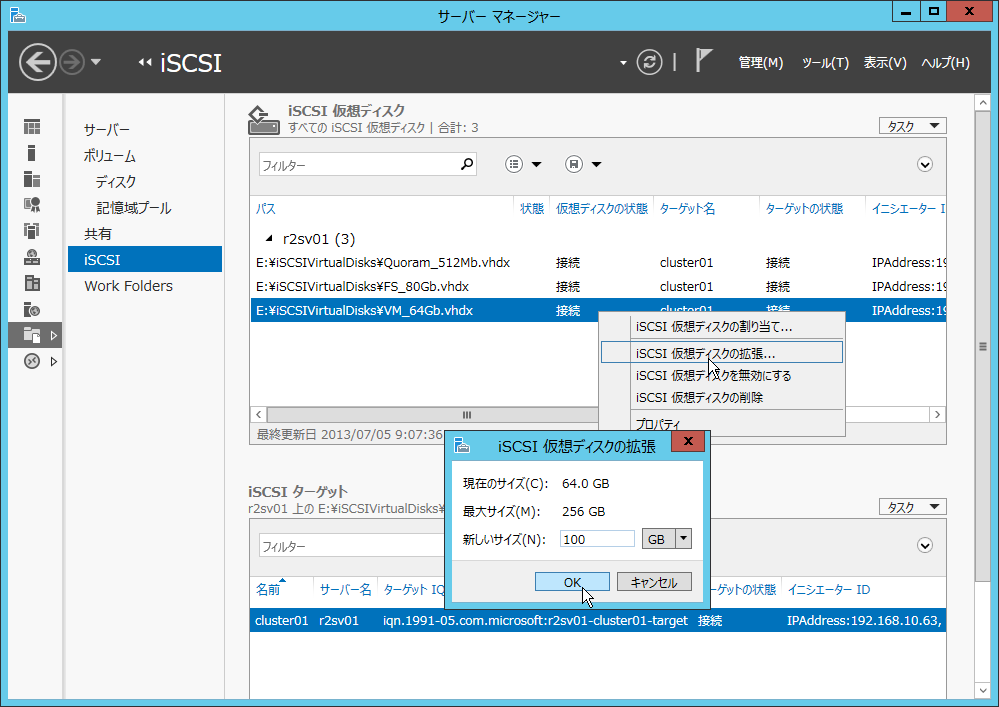 サーバー マネージャー
iSCSI
管理(M) ツール(T) 表示(V) ヘルプ(H)
サーバー
ボリューム
ディスク
記憶域プール
共有
iSCSI
Work Folders
iSCSI 仮想ディスク
すべての iSCSI 仮想ディスク | 合計: 3
タスク
フィルター
パス 状態 仮想ディスクの状態 ターゲット名 ターゲットの状態 イニシエーター I
r2sv01 (3)
E:¥iSCSIVirtualDisks¥Quoram_512Mb.vhdx 接続 cluster01 接続 IPAddress:19
E:¥iSCSIVirtualDisks¥FS_80Gb.vhdx 接続 cluster01 接続 IPAddress:19
E:¥iSCSIVirtualDisks¥VM_64Gb.vhdx 接続 cluster01 接続 IPAddress:19
iSCSI 仮想ディスクの割り当て...
iSCSI 仮想ディスクの拡張...
iSCSI 仮想ディスクを無効にする
iSCSI 仮想ディスクの削除
プロパティ
最終更新日 2013/07/05 9:07:36
iSCSI 仮想ディスクの拡張
現在のサイズ(C): 64.0 GB
最大サイズ(M): 256 GB
新しいサイズ(N): 100 GB
OK キャンセル
iSCSI ターゲット
r2sv01 上の E:¥iSCSIVirtualDisks¥
タスク
フィルター
名前 サーバー名 ターゲット IQ ーゲットの状態 イニシエーター ID
cluster01 r2sv01 iqn.1991-05.com.microsoft:r2sv01-cluster01-target 接続 IPAddress:192.168.10.63,